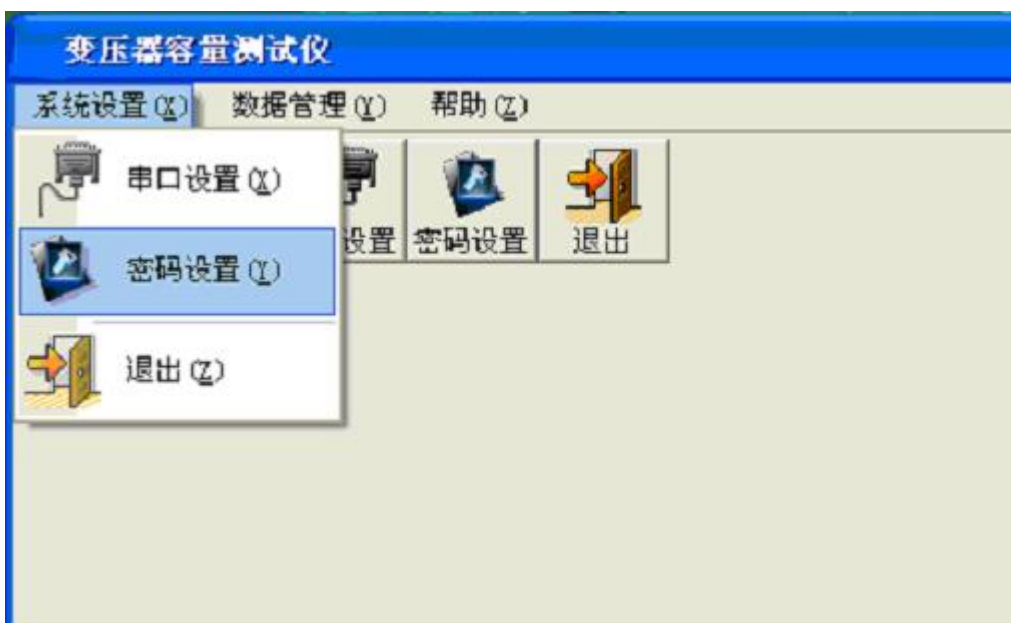 变压器容量测试仪
系统设置(X) 数据管理(Y) 帮助(Z)
串口设置(X)
设置 密码设置 退出
密码设置(Y)
退出(Z)